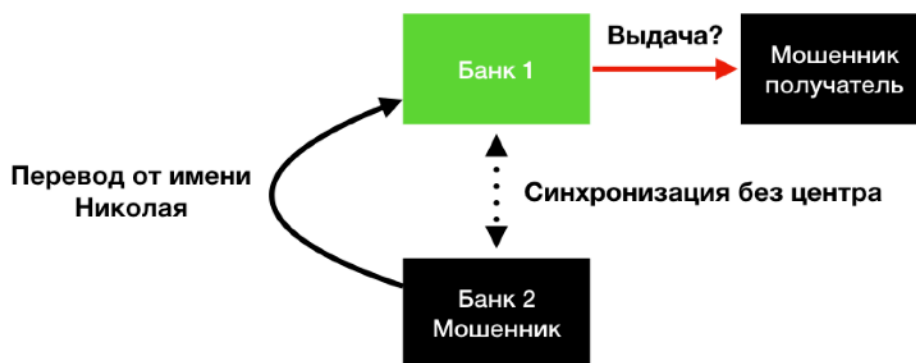 Выдача?
Банк 1
Мошенник
получатель
Перевод от имени
Николая
Синхронизация без центра
Банк 2
Мошенник